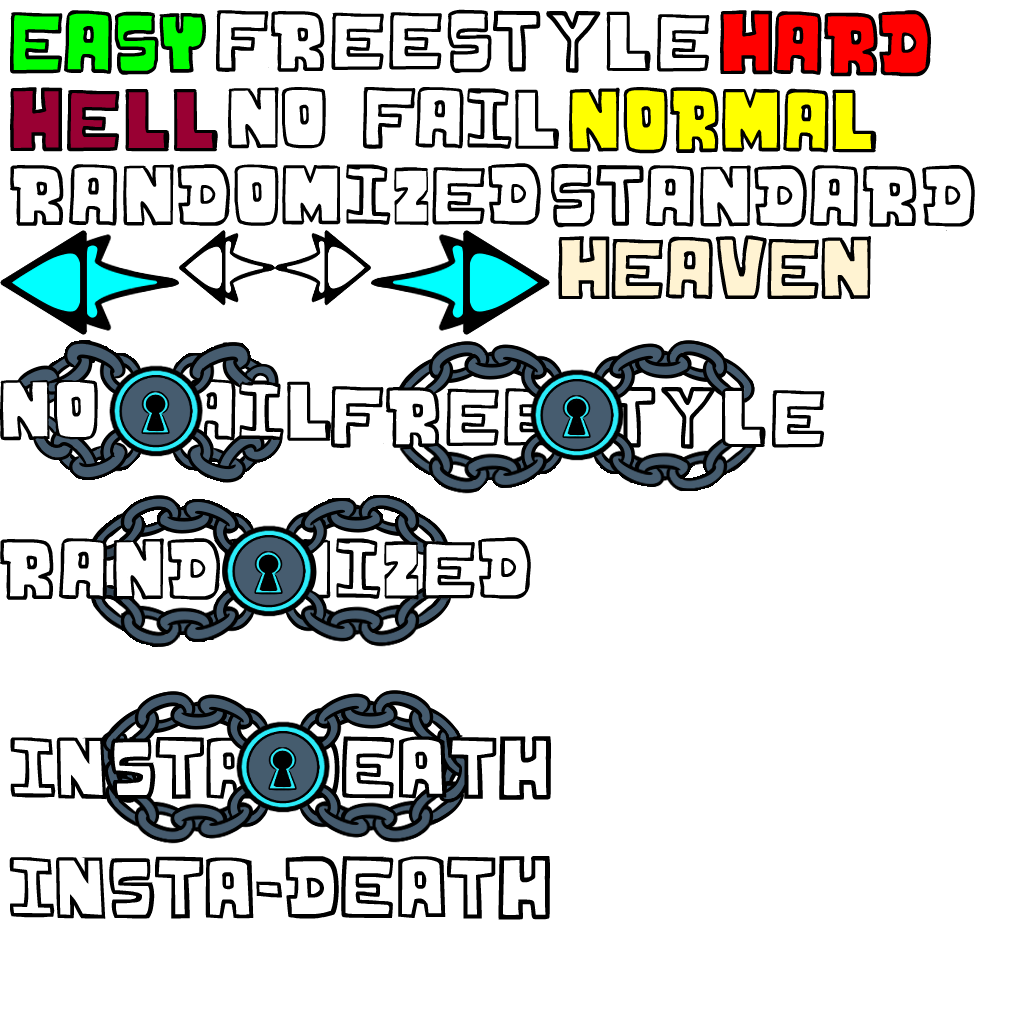 EASY FREESTYLE HARD
HELL NO FAIL NORMAL
RANDOMIZED STANDARD
HEAVEN
NO AIL FREE TYLE
RAND IZED
INSTA EATH
INSTA-DEATH